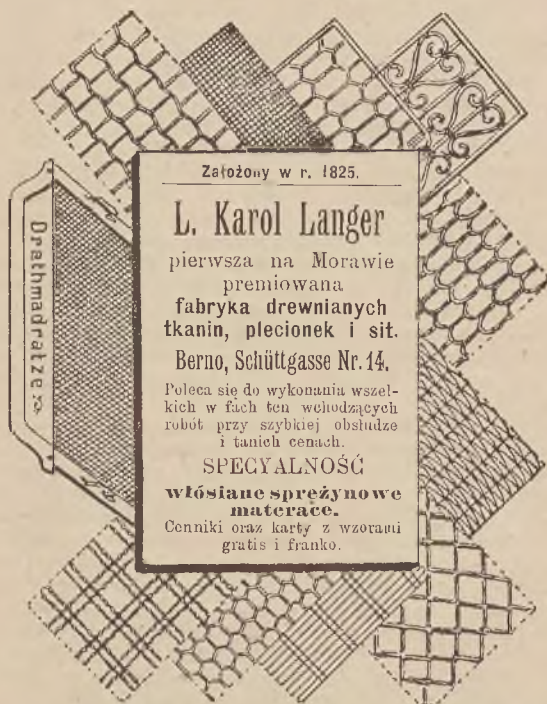 Założony w r. 1825.
L. Karol Langer
pierwsza na Morawie
premiowana
fabryka drewnianych
tkanin, plecionek i sit.
Berno, Schüttgasse Nr. 14.
Poleca się do wykonania wszel-
kich w fach ten wchodzących
robót przy szybkiej obsłudze
i tanich cenach.
SPECYALNOŚĆ
włósiane sprężynowe
materace.
Cenniki oraz karty z wzorami
gratis i franko.
Drathmadratze